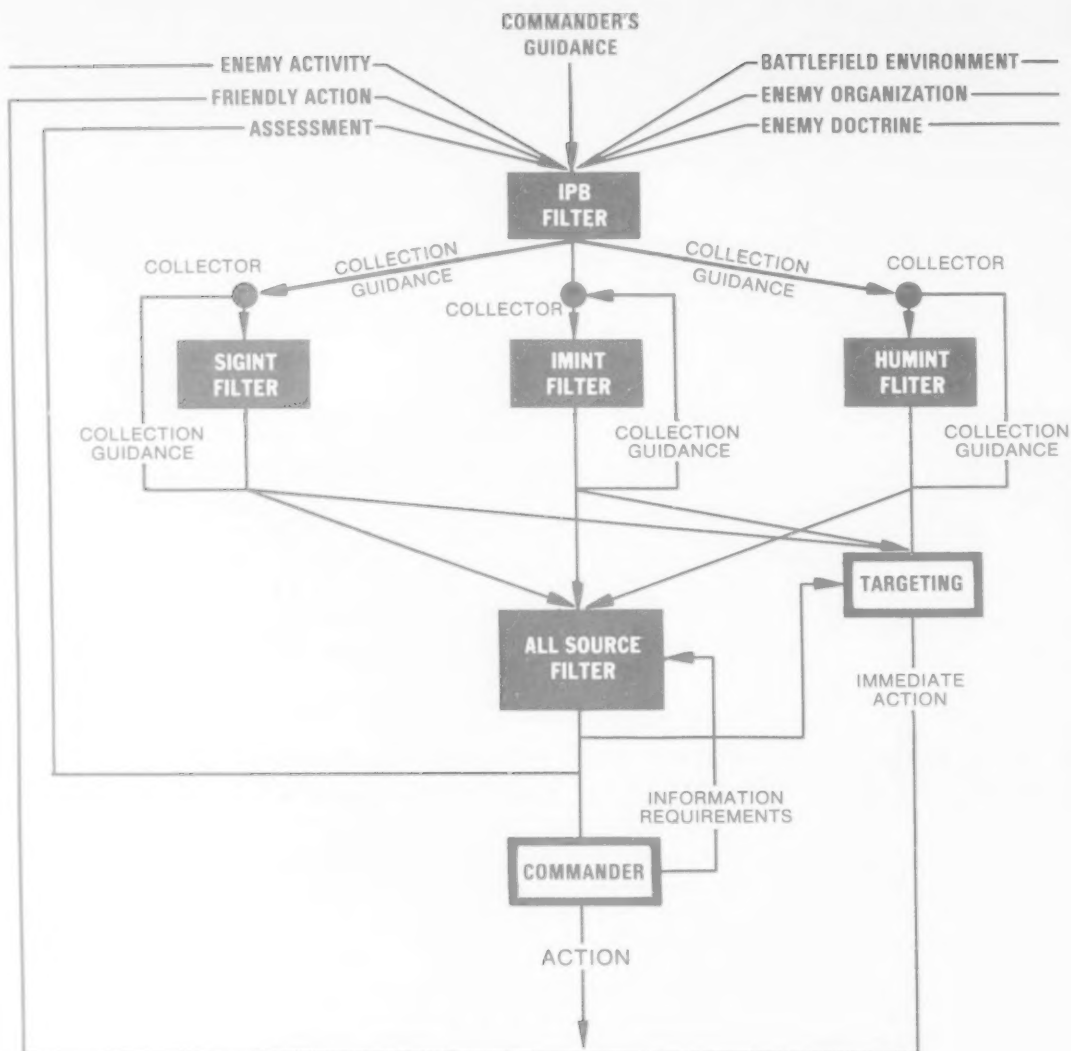 COMMANDER'S
GUIDANCE
ENEMY ACTIVITY
FRIENDLY ACTION
ASSESSMENT
BATTLEFIELD ENVIRONMENT
ENEMY ORGANIZATION
ENEMY DOCTRINE
IPB
FILTER
COLLECTOR
COLLECTION
GUIDANCE
COLLECTOR
COLLECTION
GUIDANCE
COLLECTOR
SIGINT
FILTER
IMINT
FILTER
HUMINT
FLITER
COLLECTION
GUIDANCE
COLLECTION
GUIDANCE
COLLECTION
GUIDANCE
TARGETING
ALL SOURCE
FILTER
IMMEDIATE
ACTION
INFORMATION
REQUIREMENTS
COMMANDER
ACTION